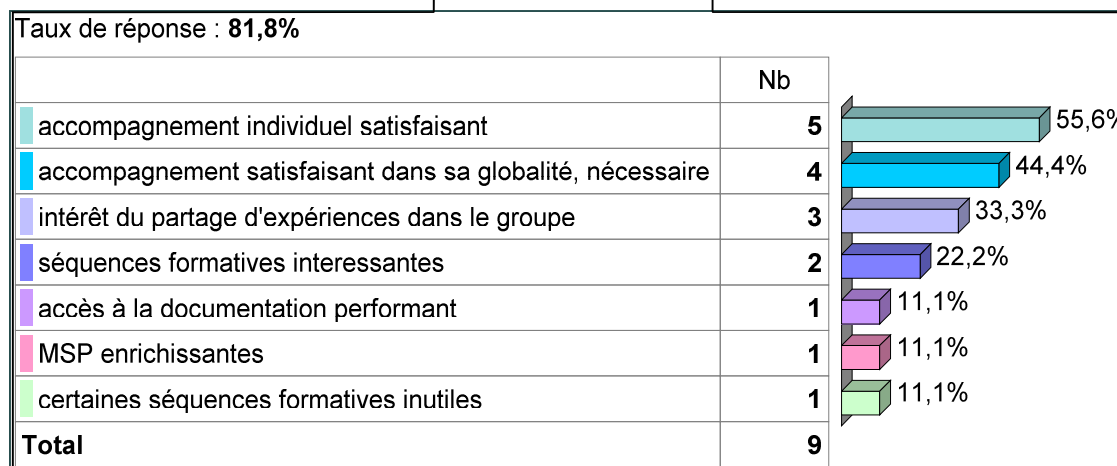 Taux de réponse : 81,8%
Nb
accompagnement individuel satisfaisant 5 55,6%
accompagnement satisfaisant dans sa globalité, nécessaire 4 44,4%
intérêt du partage d'expériences dans le groupe 3 33,3%
séquences formatives interessantes 2 22,2%
accès à la documentation performant 1 11,1%
MSP enrichissantes 1 11,1%
certaines séquences formatives inutiles 1 11,1%
Total 9